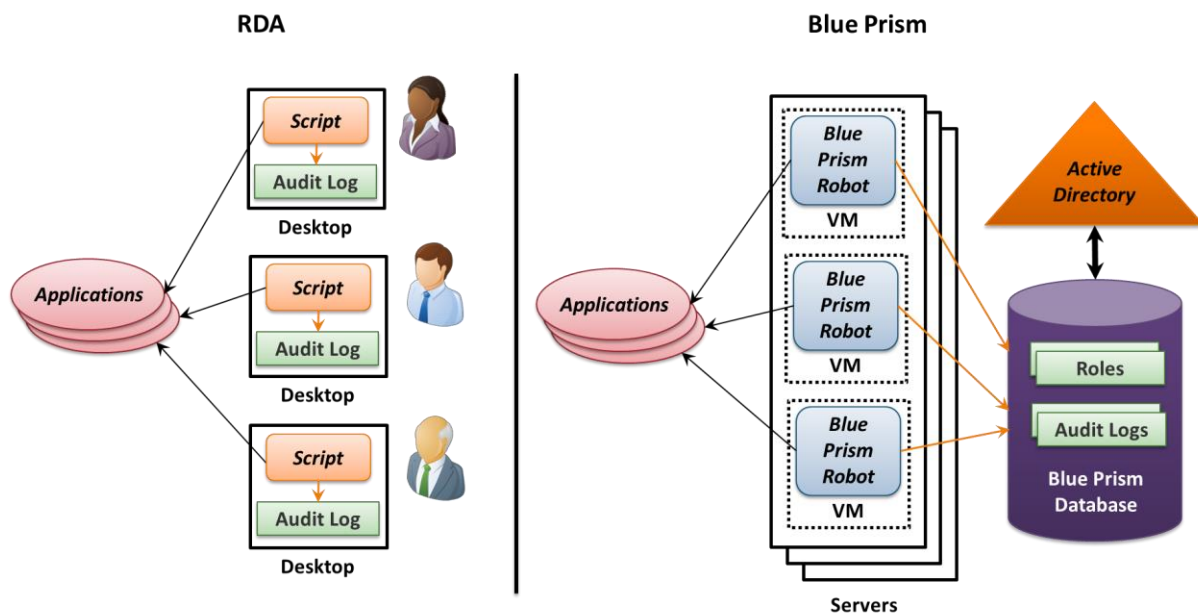 RDA
Script
Audit Log
Desktop
Script
Audit Log
Desktop
Script
Audit Log
Desktop
Applications
Blue Prism
Blue
Prism
Robot
VM
Blue
Prism
Robot
VM
Blue
Prism
Robot
VM
Applications
Servers
Active
Directory
Roles
Audit Logs
Blue Prism
Database